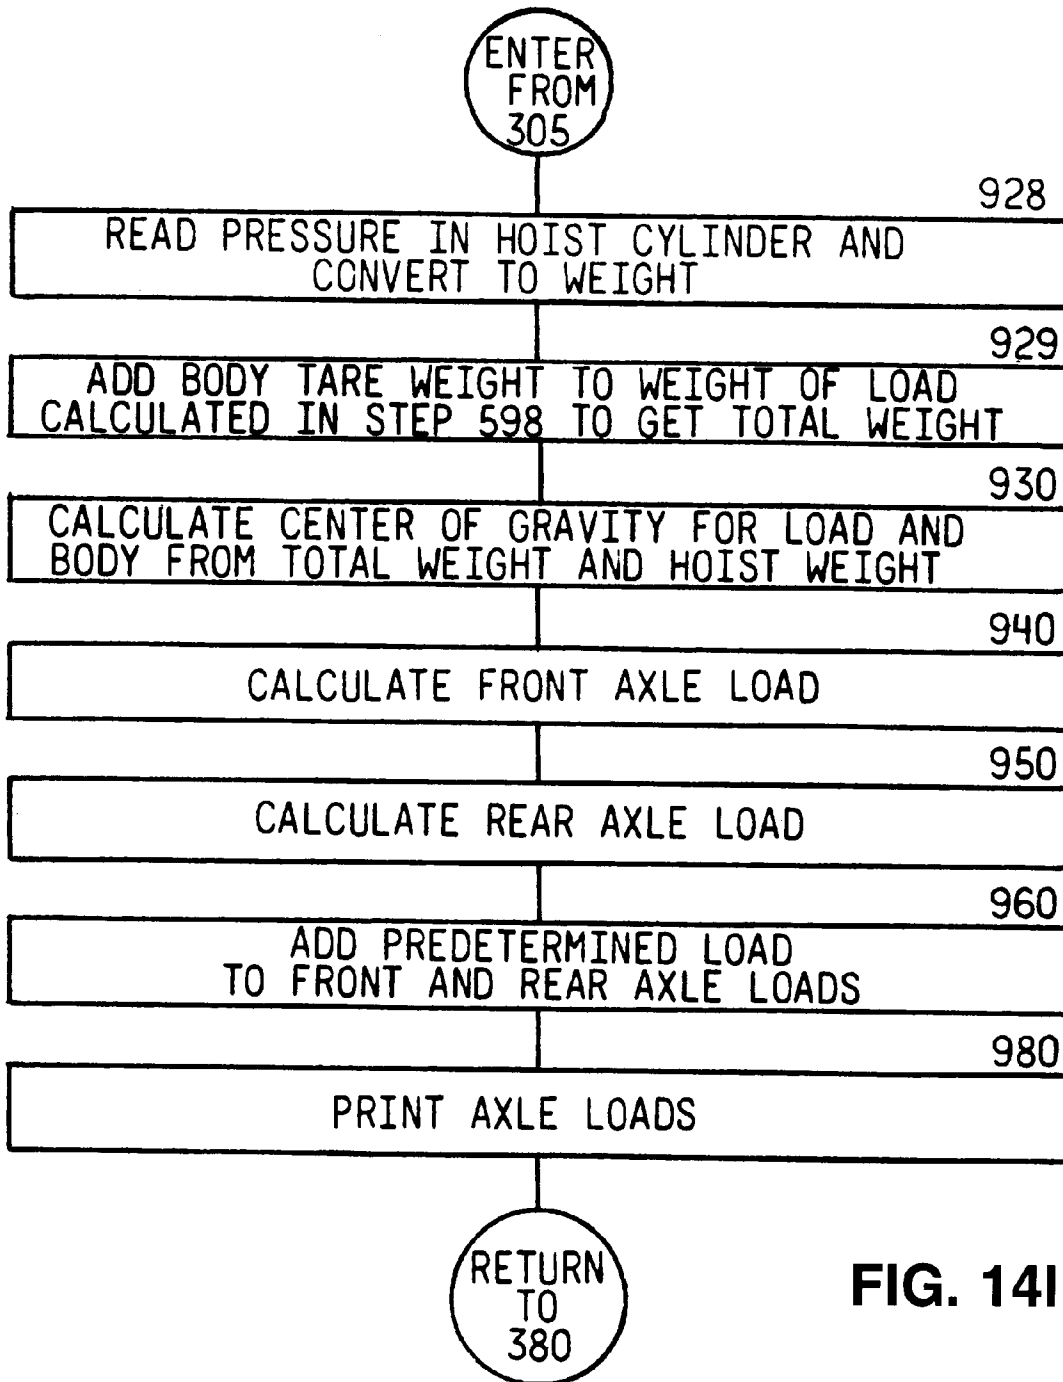 ENTER
FROM
305
928
READ PRESSURE IN HOIST CYLINDER AND
CONVERT TO WEIGHT
929
ADD BODY TARE WEIGHT TO WEIGHT OF LOAD
CALCULATED IN STEP 598 TO GET TOTAL WEIGHT
930
CALCULATE CENTER OF GRAVITY FOR LOAD AND
BODY FROM TOTAL WEIGHT AND HOIST WEIGHT
940
CALCULATE FRONT AXLE LOAD
950
CALCULATE REAR AXLE LOAD
960
ADD PREDETERMINED LOAD
TO FRONT AND REAR AXLE LOADS
980
PRINT AXLE LOADS
RETURN
TO
380
FIG. 14I